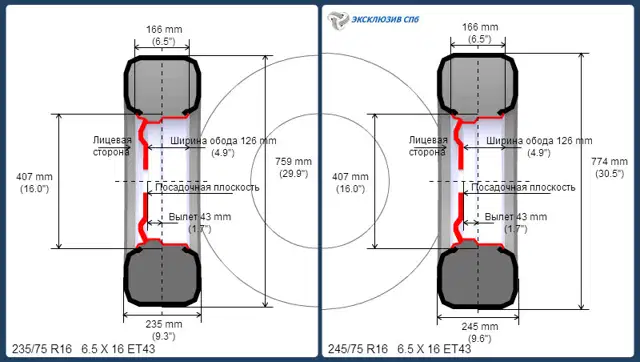 ЭКСКЛЮЗИВ СПб
166 mm
(6.5")
Лицевая
сторона
Ширина обода 126 mm
(4.9")
407 mm
(16.0")
759 mm
(29.9")
Посадочная плоскость
Вылет 43 mm
(1.7")
235 mm
(9.3")
235/75 R16 6.5 X 16 ET43
166 mm
(6.5")
Лицевая
сторона
Ширина обода 126 mm
(4.9")
407 mm
(16.0")
774 mm
(30.5")
Посадочная плоскость
Вылет 43 mm
(1.7")
245 mm
(9.6")
245/75 R16 6.5 X 16 ET43